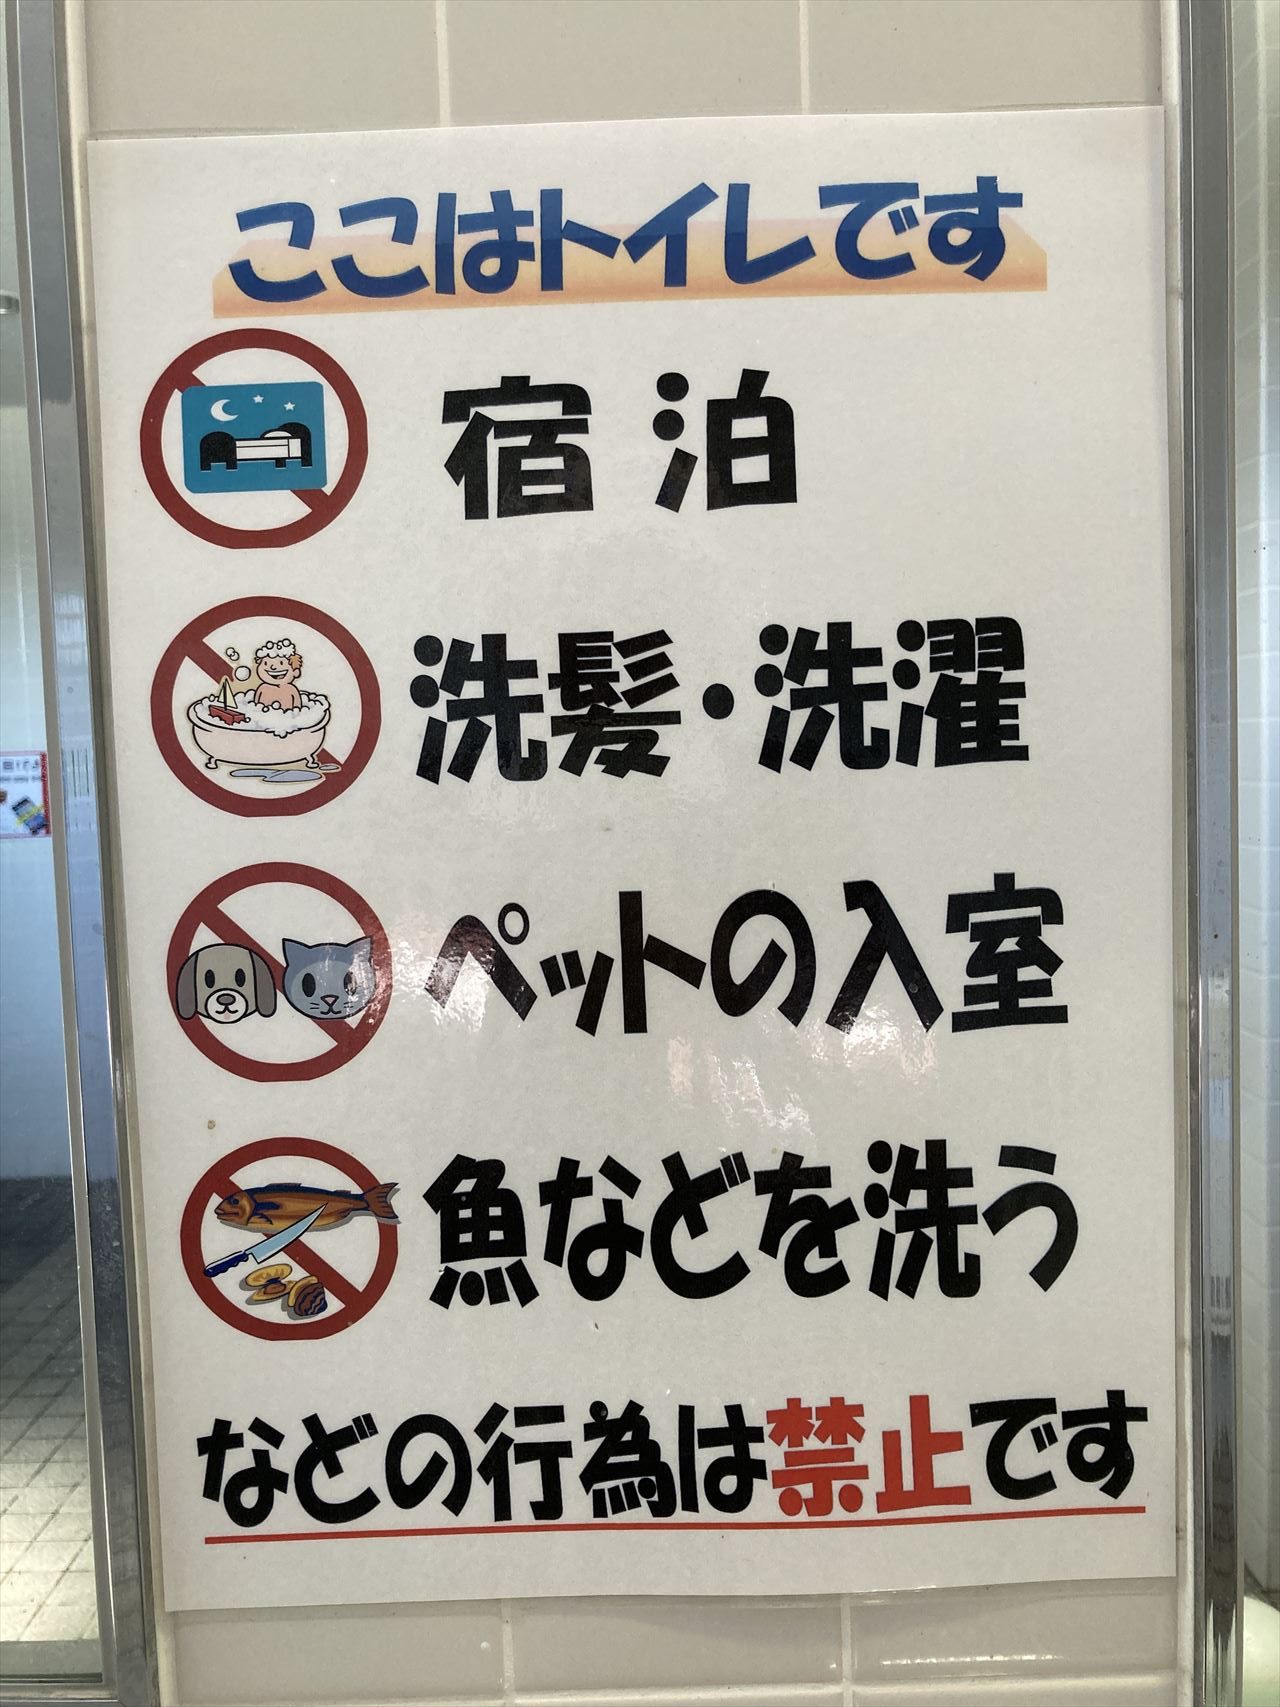 ここはトイレです
宿泊
洗髪・洗濯
ペットの入室
魚などを洗う
などの行為は禁止です